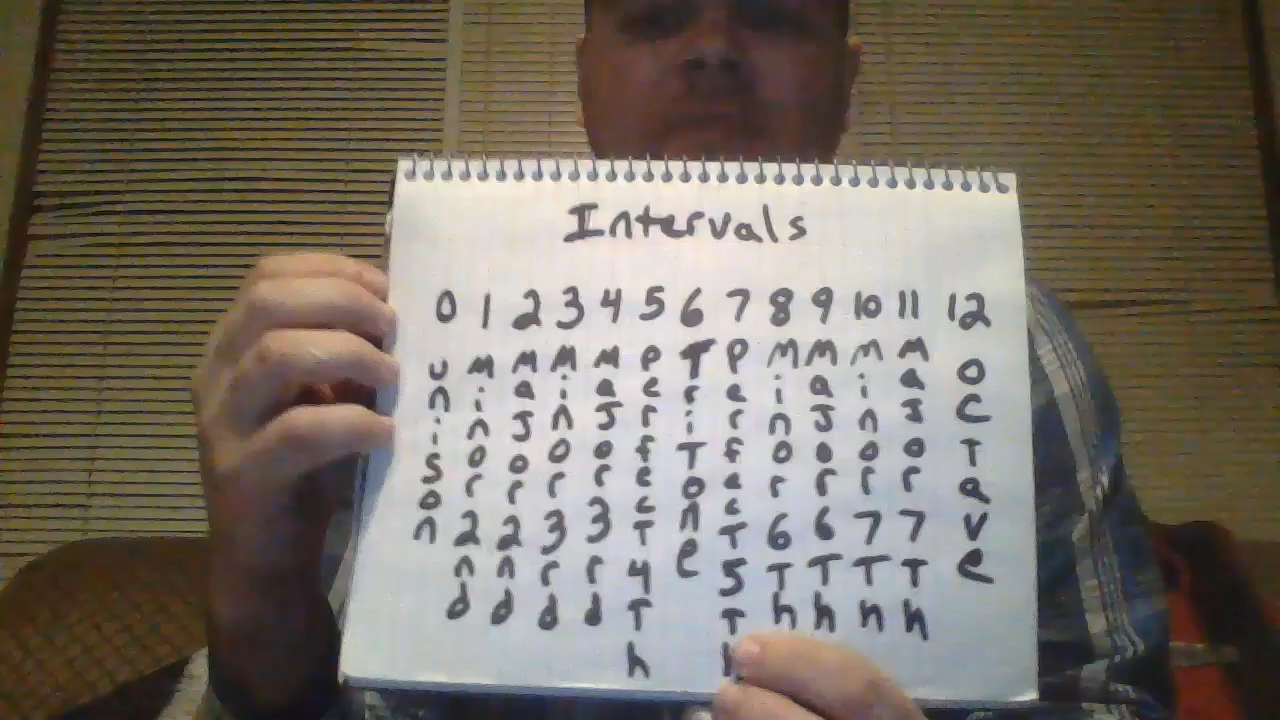 Intervals
0 1 2 3 4 5 6 7 8 9 10 11 12
Unison
Minor 2nd
Major 2nd
Minor 3rd
Major 3rd
Perfect 4Th
TriTone
Perfect 5Th
Minor 6Th
Major 6Th
Minor 7Th
Major 7Th
OCTave